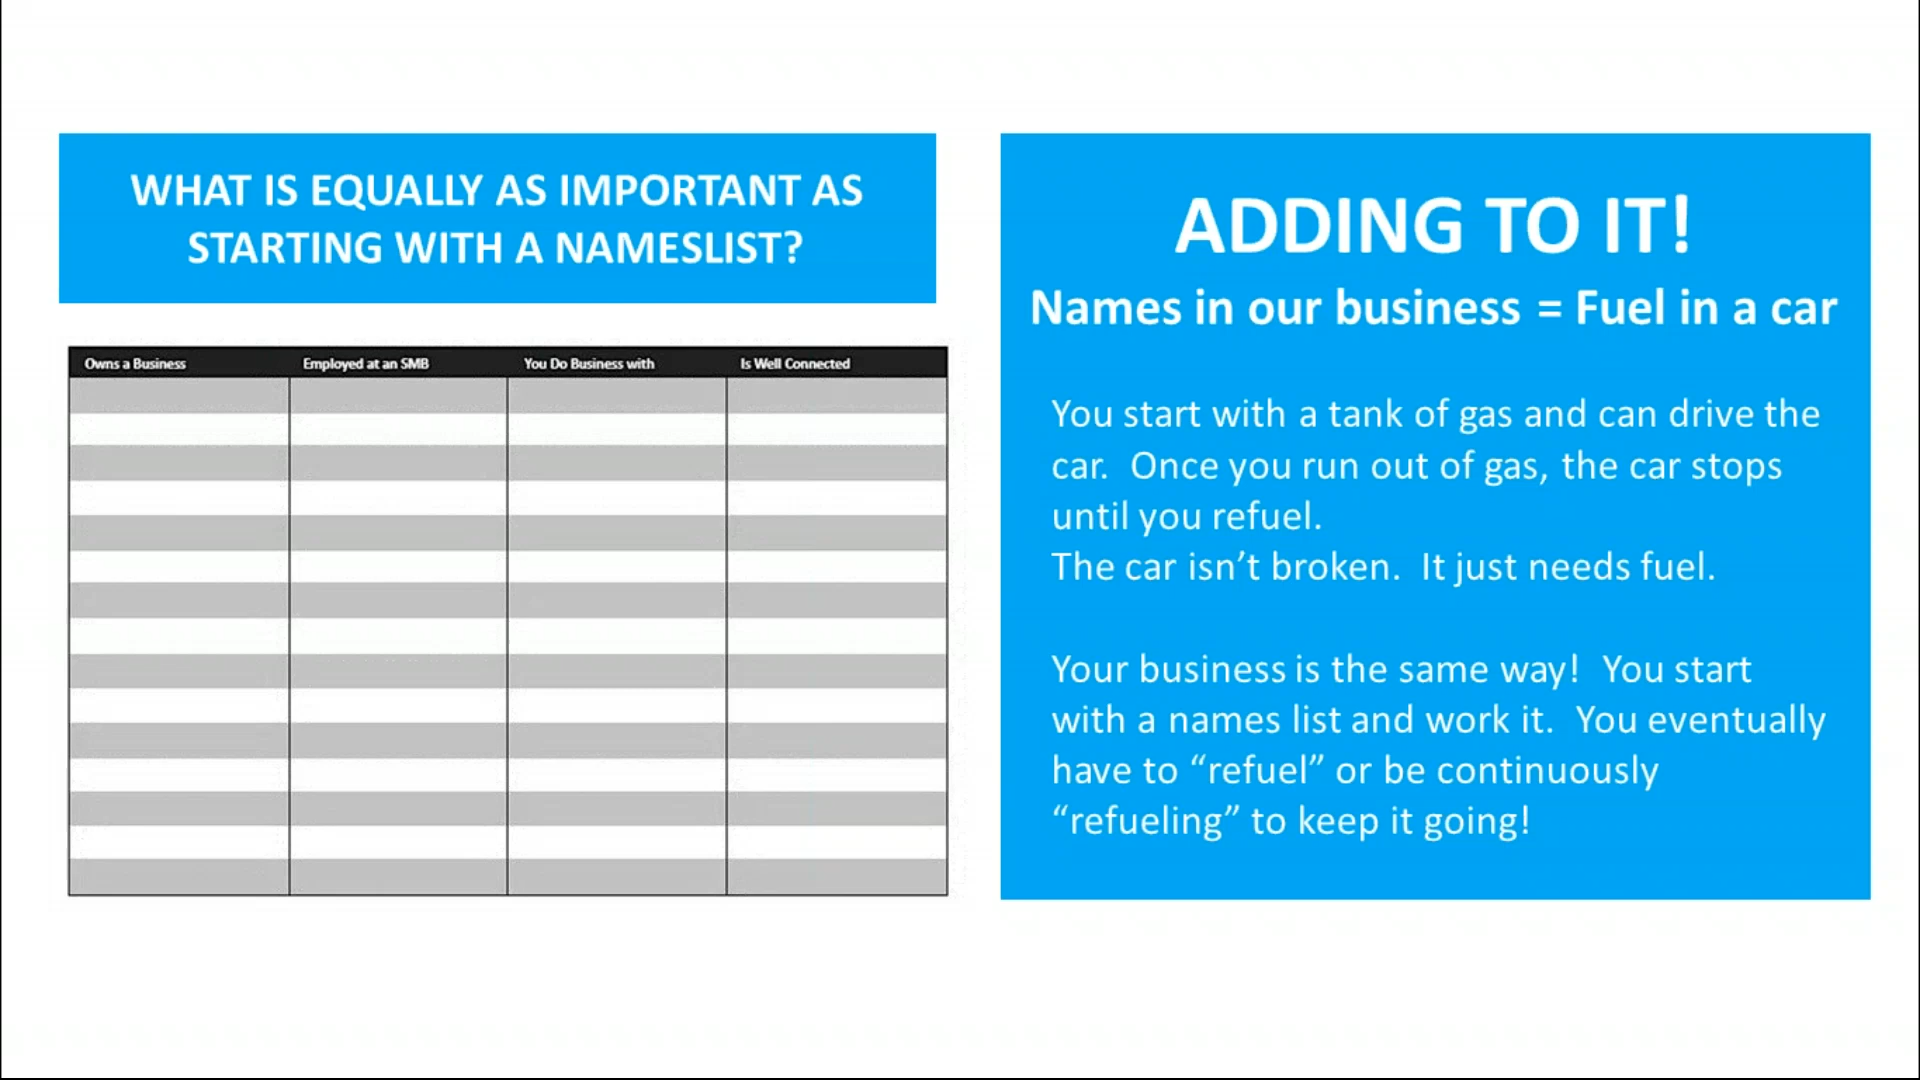 WHAT IS EQUALLY AS IMPORTANT AS
STARTING WITH A NAMESLIST?
Owns a Business Employed at an SMB You Do Business with Is Well Connected
ADDING TO IT!
Names in our business = Fuel in a car
You start with a tank of gas and can drive the
car.  Once you run out of gas, the car stops
until you refuel.
The car isn’t broken.  It just needs fuel.
Your business is the same way!  You start
with a names list and work it.  You eventually
have to “refuel” or be continuously
“refueling” to keep it going!